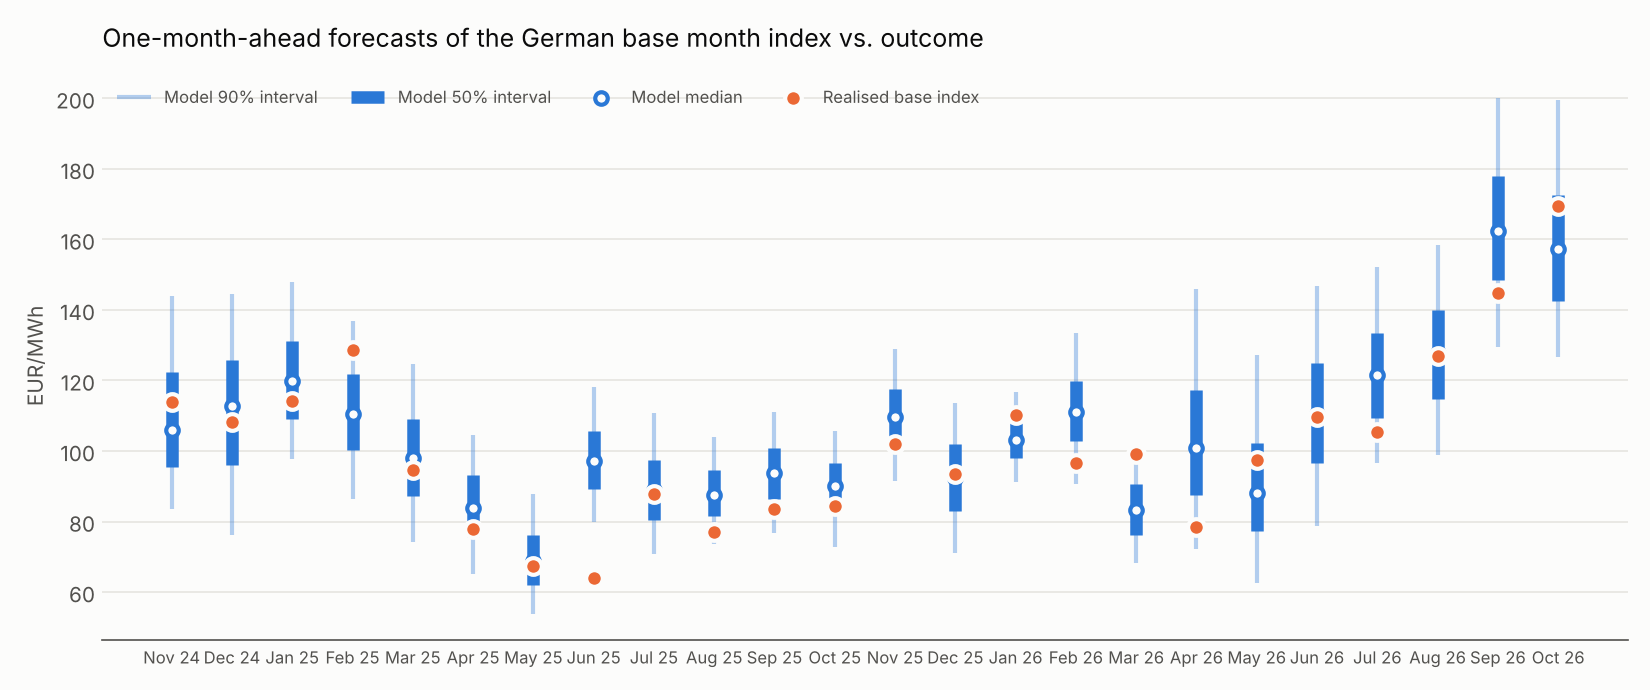 One-month-ahead forecasts of the German base month index vs. outcome
Model 90% interval Model 50% interval Model median Realised base index
200
180
160
140
120
100
80
60
EUR/MWh
Nov 24 Dec 24 Jan 25 Feb 25 Mar 25 Apr 25 May 25 Jun 25 Jul 25 Aug 25 Sep 25 Oct 25 Nov 25 Dec 25 Jan 26 Feb 26 Mar 26 Apr 26 May 26 Jun 26 Jul 26 Aug 26 Sep 26 Oct 26